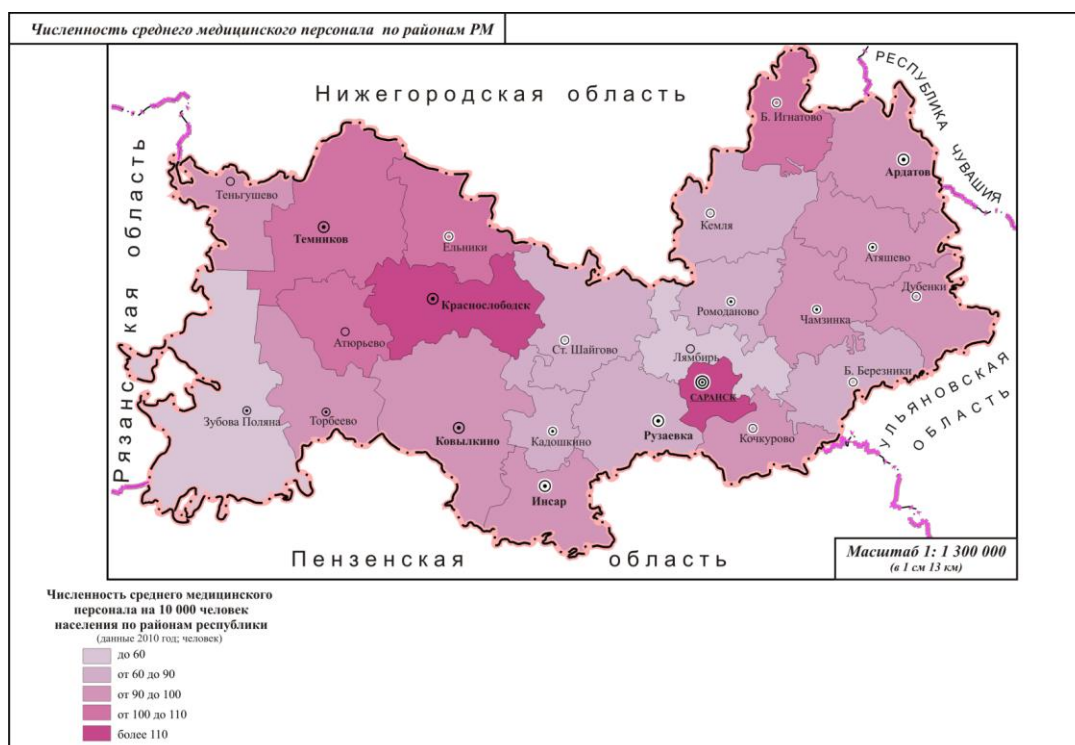 Численность среднего медицинского персонала по районам РМ
Нижегородская область
РЕСПУБЛИКА ЧУВАШИЯ
Рязанская область
Б. Игнатово
Ардатов
Теньгушево
Темников
Ельники
Кемля
Атяшево
Дубенки
Краснослободск
Ромоданово
Чамзинка
Атюрьево
Ст. Шайгово
Лямбирь
Б. Березники
САРАНСК
Зубова Поляна
Торбеево
Ковылкино
Кадошкино
Рузаевка
Кочкурово
УЛЬЯНОВСКАЯ
ОБЛАСТЬ
Инсар
Пензенская область
Масштаб 1: 1 300 000
(в 1 см 13 км)
Численность среднего медицинского
персонала на 10 000 человек
населения по районам республики
(данные 2010 год; человек)
до 60
от 60 до 90
от 90 до 100
от 100 до 110
более 110